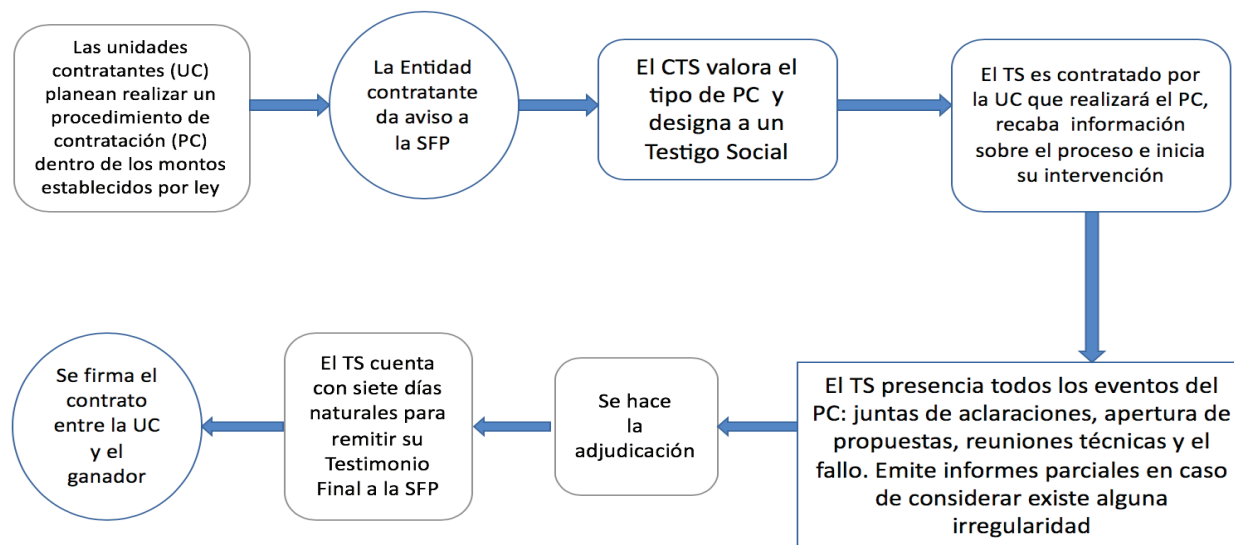 Las unidades
contratantes (UC)
planean realizar un
procedimiento de
contratación (PC)
dentro de los montos
establecidos por ley
La Entidad
contratante
da aviso a
la SFP
El CTS valora el
tipo de PC y
designa a un
Testigo Social
El TS es contratado por
la UC que realizará el PC,
recaba información
sobre el proceso e inicia
su intervención
El TS presencia todos los eventos del
PC: juntas de aclaraciones, apertura de
propuestas, reuniones técnicas y el
fallo. Emite informes parciales en caso
de considerar existe alguna
irregularidad
Se hace
la
adjudicación
El TS cuenta
con siete días
naturales para
remitir su
Testimonio
Final a la SFP
Se firma el
contrato
entre la UC
y el
ganador